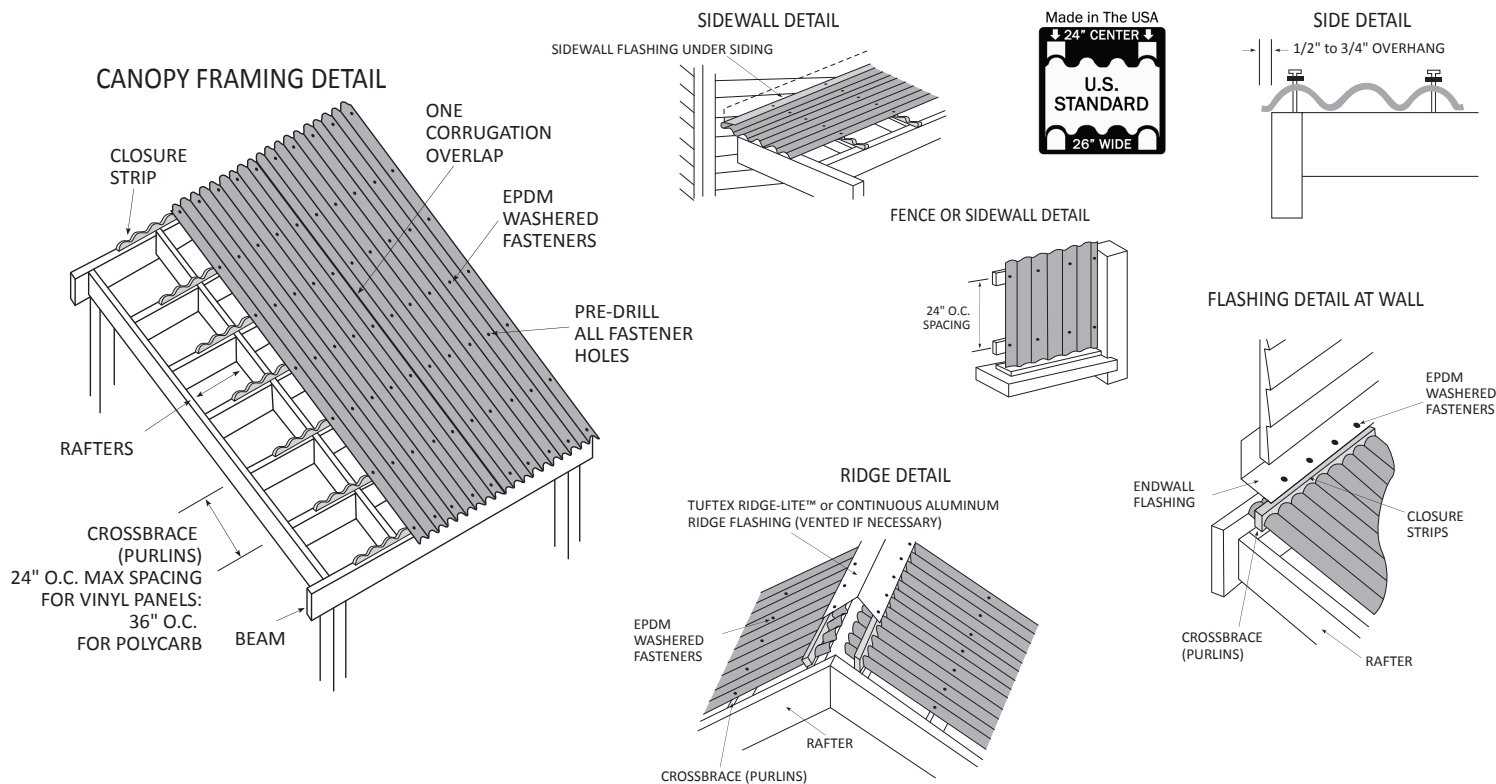 CANOPY FRAMING DETAIL
CLOSURE
STRIP
ONE
CORRUGATION
OVERLAP
EPDM
WASHERED
FASTENERS
PRE-DRILL
ALL FASTENER
HOLES
RAFTERS
CROSSBRACE
(PURLINS)
24" O.C. MAX SPACING
FOR VINYL PANELS:
36" O.C.
FOR POLYCARB
BEAM
SIDEWALL DETAIL
SIDEWALL FLASHING UNDER SIDING
Made in The USA
24" CENTER
U.S.
STANDARD
26" WIDE
SIDE DETAIL
1/2" to 3/4" OVERHANG
FENCE OR SIDEWALL DETAIL
24" O.C.
SPACING
RIDGE DETAIL
TUFTEX RIDGE-LITE™ or CONTINUOUS ALUMINUM
RIDGE FLASHING (VENTED IF NECESSARY)
EPDM
WASHERED
FASTENERS
RAFTER
CROSSBRACE (PURLINS)
FLASHING DETAIL AT WALL
EPDM
WASHERED
FASTENERS
ENDWALL
FLASHING
CLOSURE
STRIPS
CROSSBRACE
(PURLINS)
RAFTER